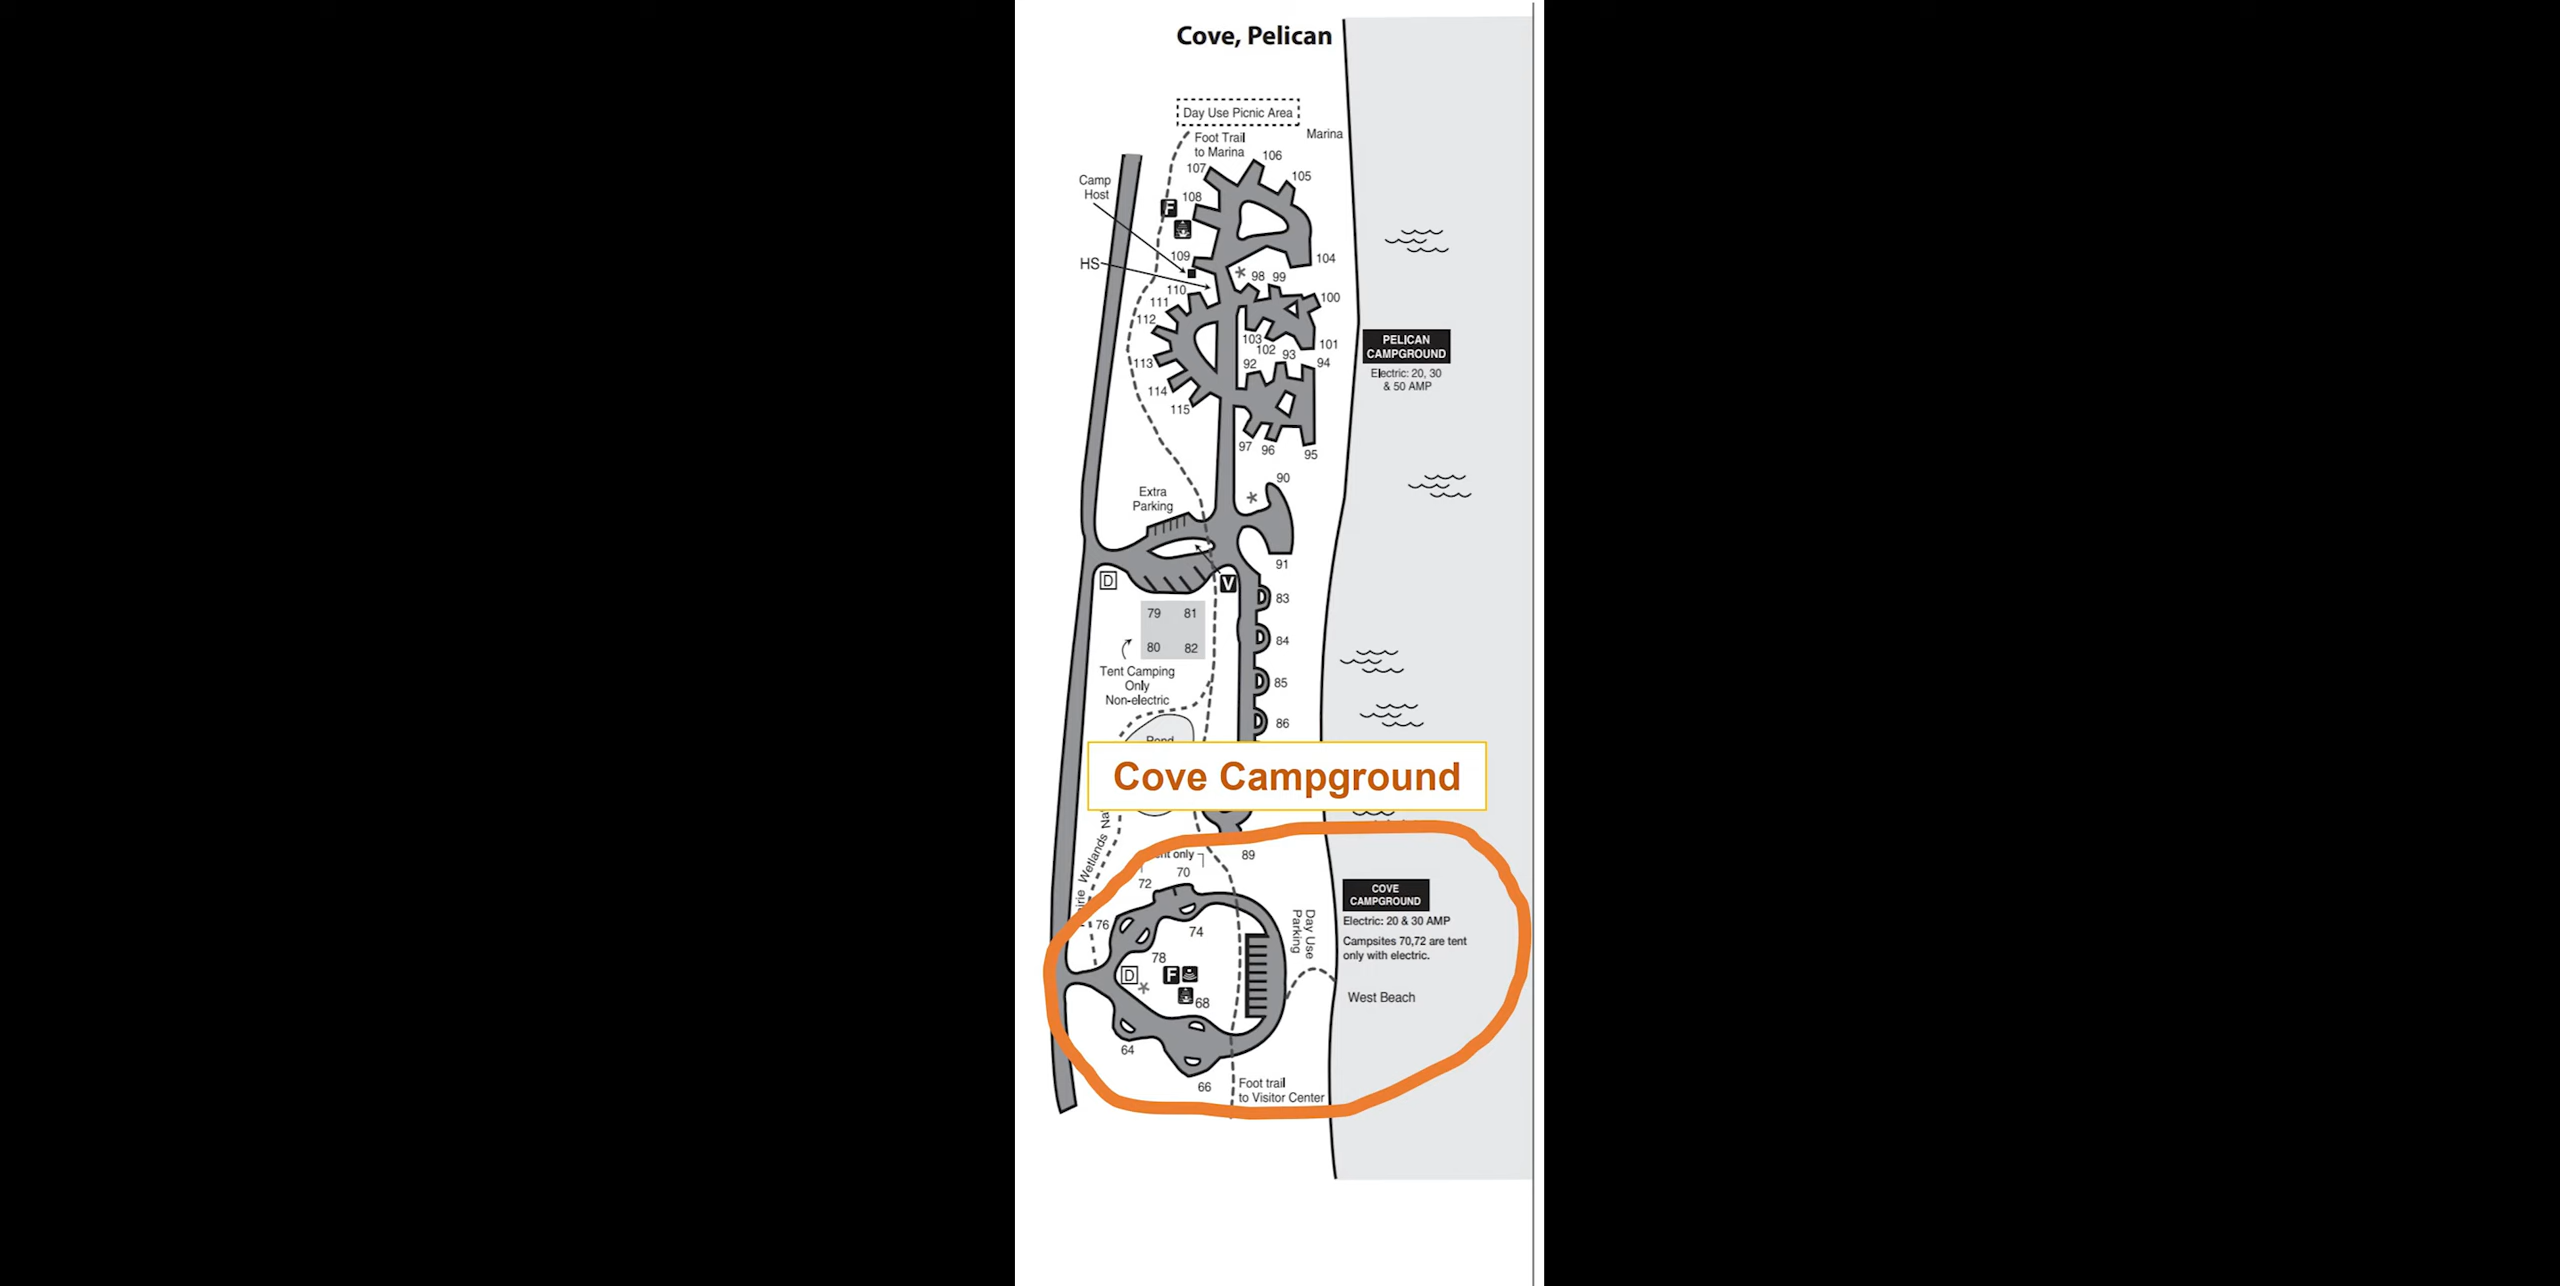 Cove, Pelican
Day Use Picnic Area
Marina
Foot Trail
to Marina
106
107
105
Camp
Host
108
F
109
104
HS
* 98 99
110
100
111
112
103
101
102
93
113
92
94
114
115
97
96
95
PELICAN
CAMPGROUND
Electric: 20, 30
& 50 AMP
90
*
Extra
Parking
91
D
V
83
79 81
84
80 82
Tent Camping
Only
Non-electric
85
86
Cove Campground
Wetlands
89
only
70
72
76
74
78
D
F
*
68
64
66
Day Use
Parking
COVE
CAMPGROUND
Electric: 20 & 30 AMP
Campsites 70,72 are tent
only with electric.
West Beach
Foot trail
to Visitor Center